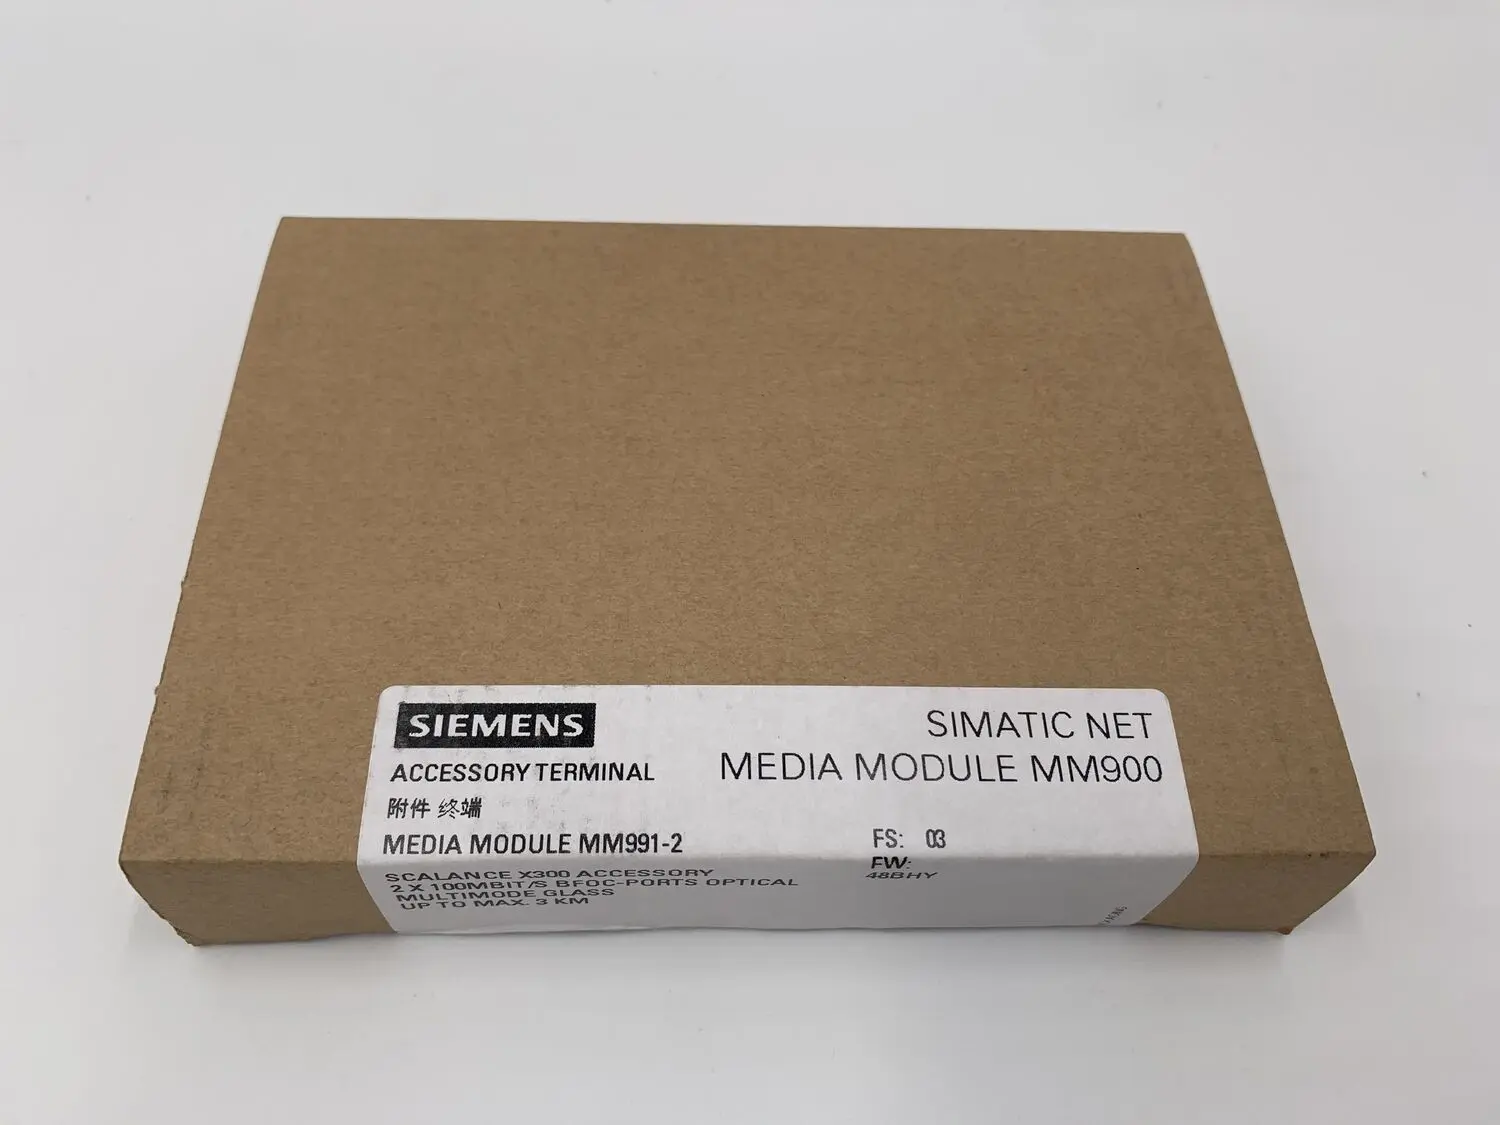 SIEMENS
SIMATIC NET
MEDIA MODULE MM900
ACCESSORY TERMINAL
附件 终端
MEDIA MODULE MM991-2
FS: 03
FW:
SCALANCE X300 ACCESSORY
48BHY
2 X 100MBIT/S BFOC-PORTS OPTICAL
MULTIMODE GLASS
UP TO MAX. 3 KM